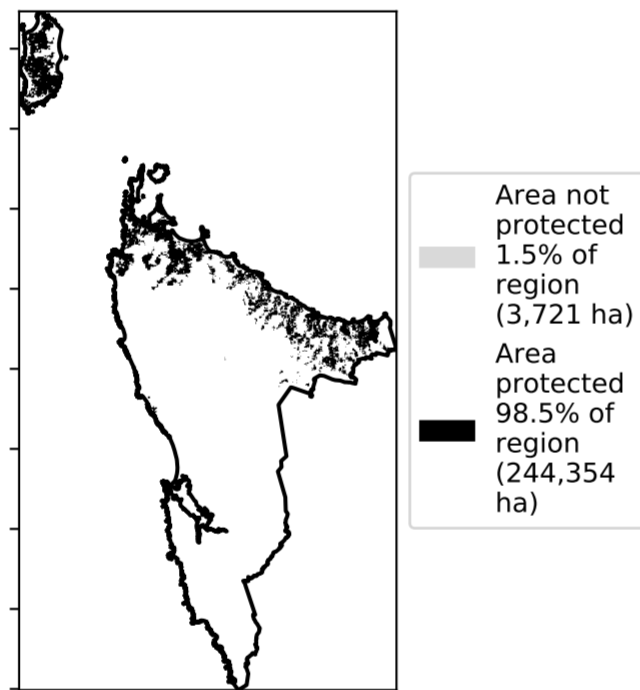 Area not
protected
1.5% of
region
(3,721 ha)
Area
protected
98.5% of
region
(244,354
ha)